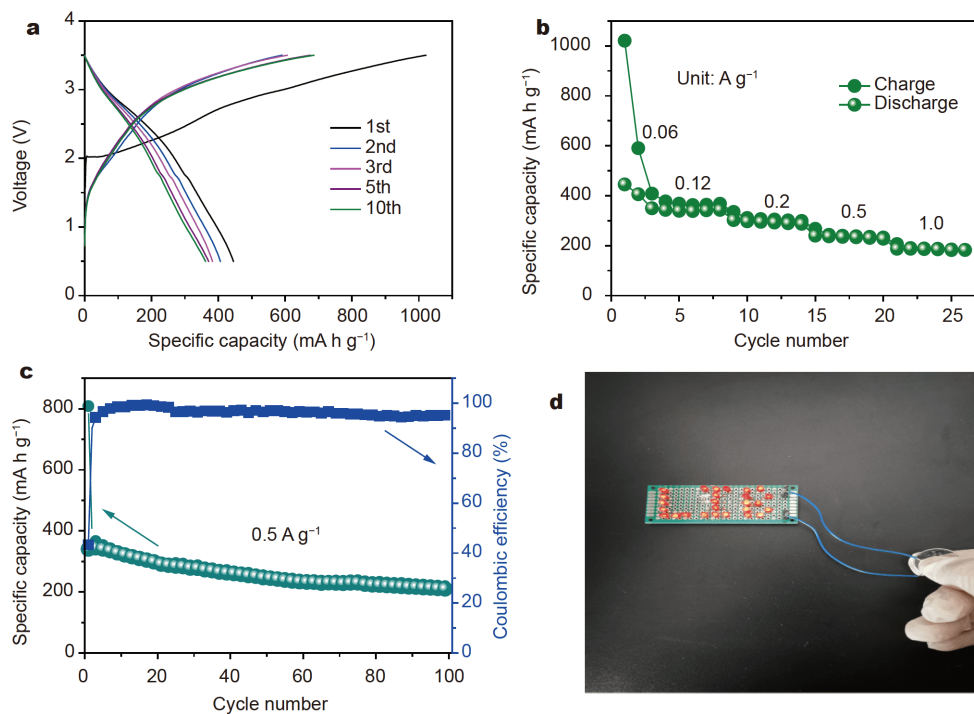 a
4
3
2
1
0
Voltage (V)
1st
2nd
3rd
5th
10th
0 200 400 600 800 1000
Specific capacity (mA h g⁻¹)
b
1000
800
600
400
200
0
Specific capacity (mA h g⁻¹)
Unit: A g⁻¹
Charge
Discharge
0.06
0.12
0.2
0.5
1.0
0 5 10 15 20 25
Cycle number
c
800
600
400
200
0
Specific capacity (mA h g⁻¹)
0.5 A g⁻¹
100
80
60
40
20
0
Coulombic efficiency (%)
0 20 40 60 80 100
Cycle number
d